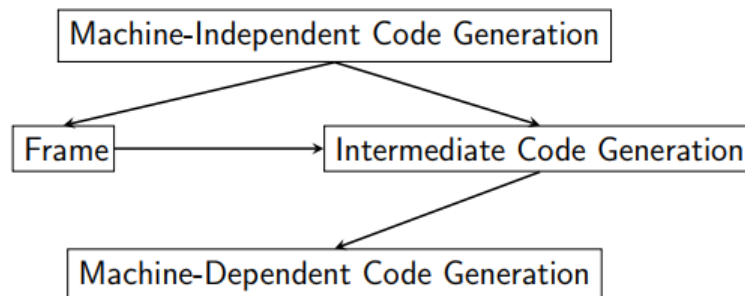 Machine-Independent Code Generation
Frame
Intermediate Code Generation
Machine-Dependent Code Generation